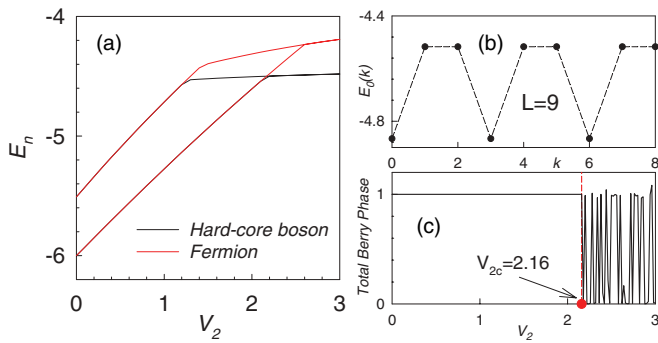 (a)
-4
-5
-6
E_n
0
1
2
3
V_2
Hard-core boson
Fermion
(b)
-4.4
-4.8
E_0(k)
L=9
0
2
4
6
8
k
(c)
1
0
Total Berry Phase
V_2c=2.16
0
1
2
3
V_2